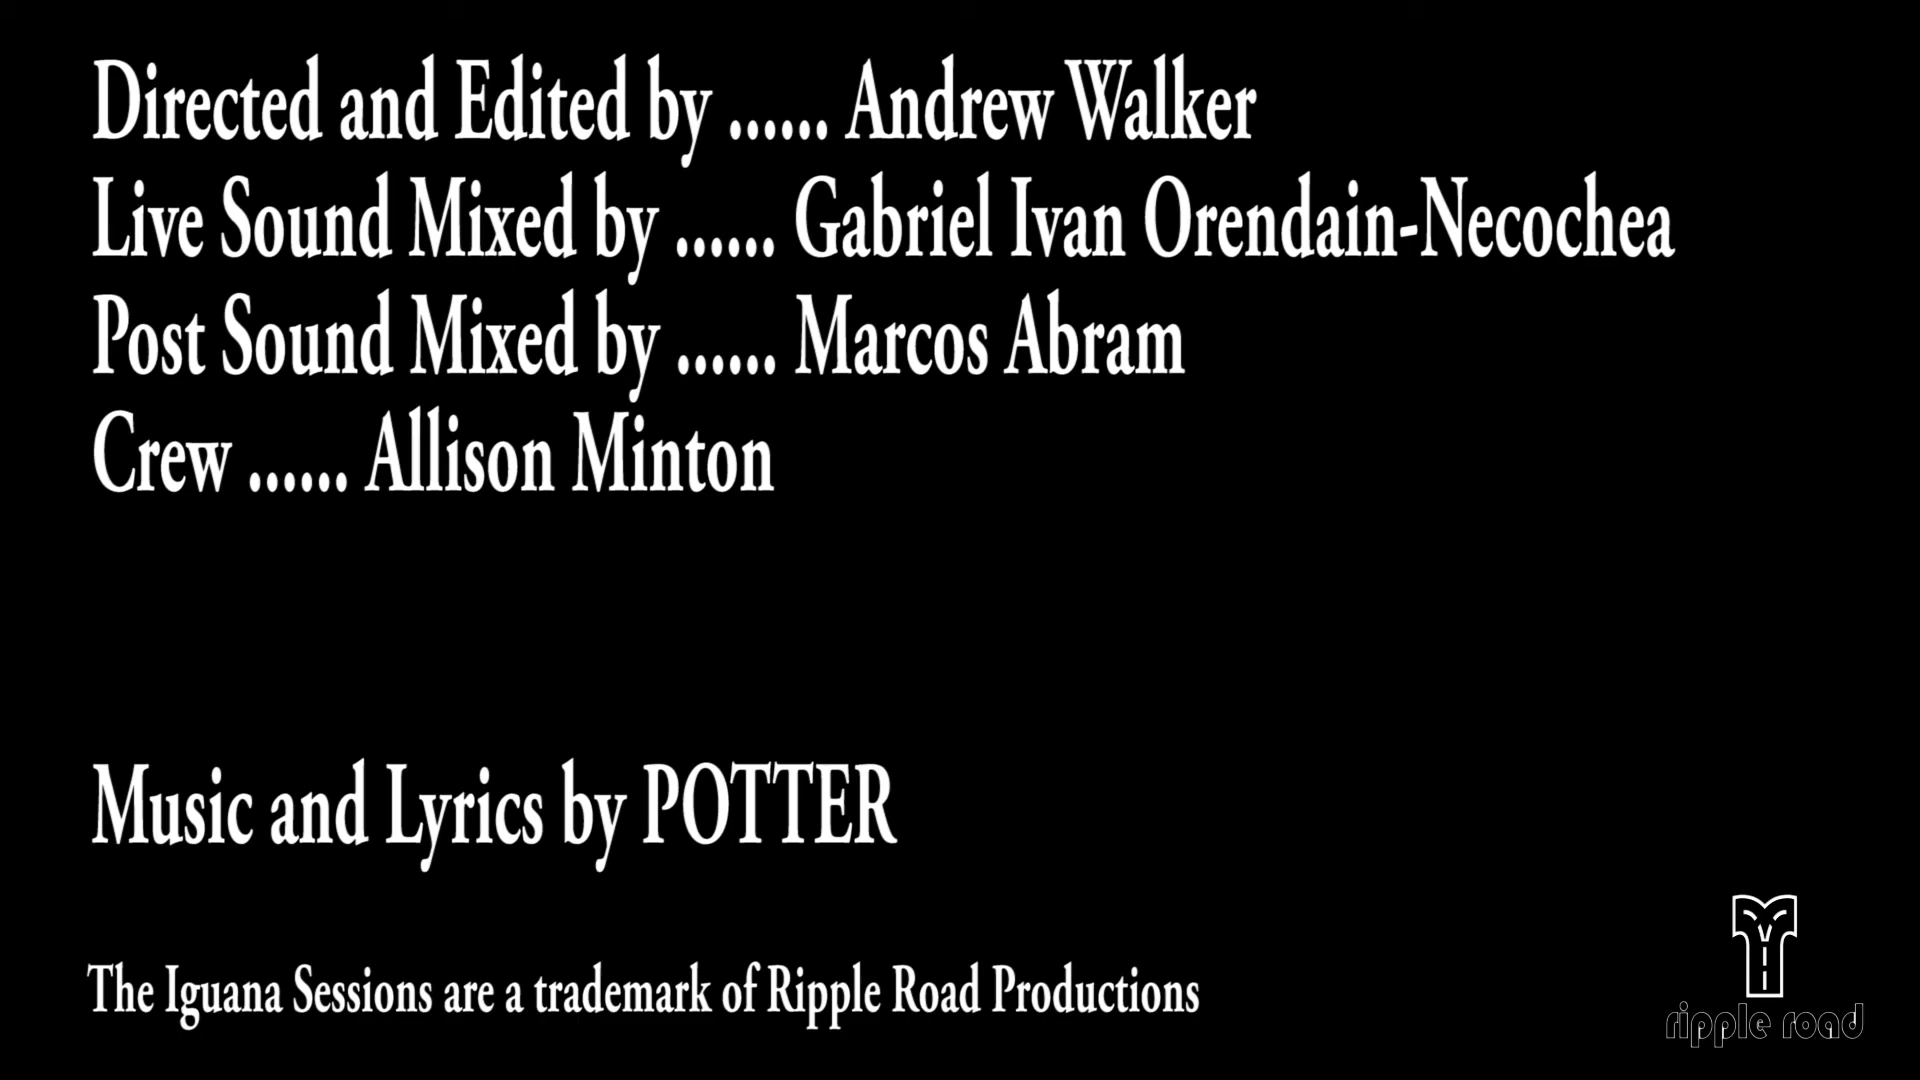 Directed and Edited by ...... Andrew Walker
Live Sound Mixed by ...... Gabriel Ivan Orendain-Necochea
Post Sound Mixed by ...... Marcos Abram
Crew ...... Allison Minton
Music and Lyrics by POTTER
The Iguana Sessions are a trademark of Ripple Road Productions
ripple road